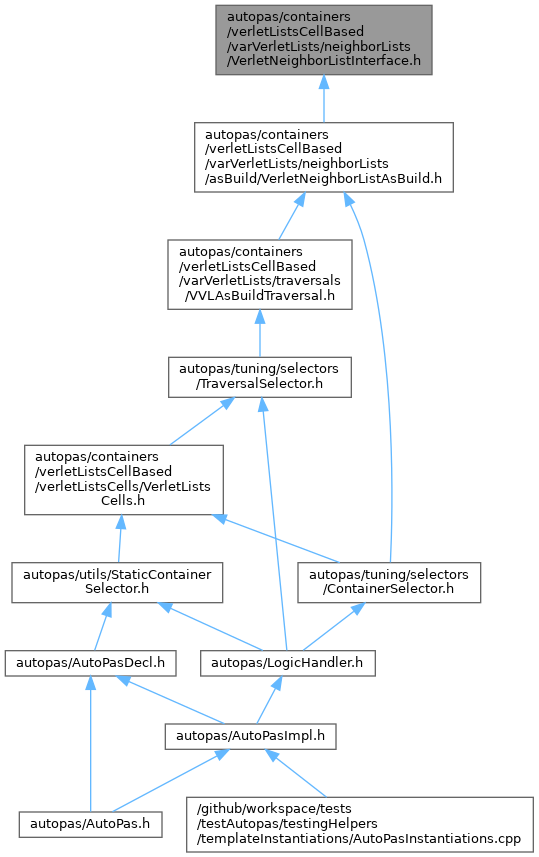 autopas/containers
/verletListsCellBased
/varVerletLists/neighborLists
/VerletNeighborListInterface.h
autopas/containers
/verletListsCellBased
/varVerletLists/neighborLists
/asBuild/VerletNeighborListAsBuild.h
autopas/containers
/verletListsCellBased
/varVerletLists/traversals
/VVLAsBuildTraversal.h
autopas/tuning/selectors
/TraversalSelector.h
autopas/containers
/verletListsCellBased
/verletListsCells/VerletLists
Cells.h
autopas/utils/StaticContainer
Selector.h
autopas/tuning/selectors
/ContainerSelector.h
autopas/AutoPasDecl.h
autopas/LogicHandler.h
autopas/AutoPasImpl.h
autopas/AutoPas.h
/github/workspace/tests
/testAutopas/testingHelpers
/templateInstantiations/AutoPasInstantiations.cpp